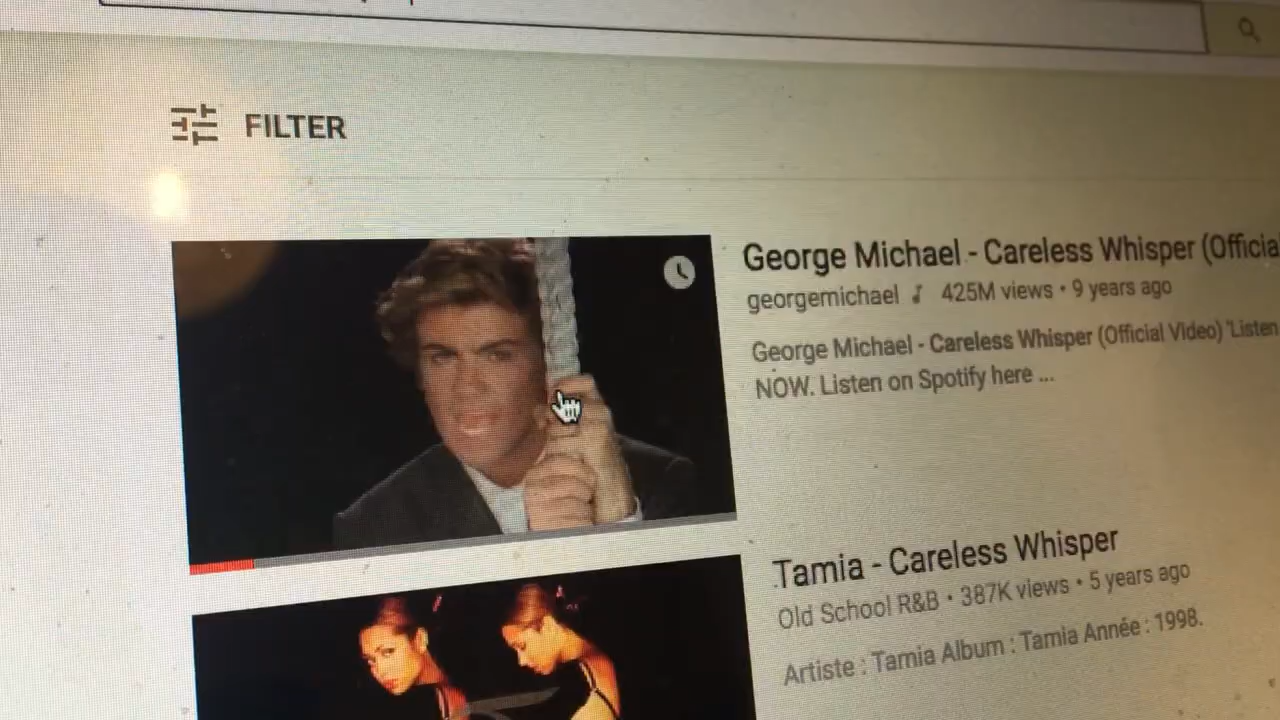 FILTER
George Michael - Careless Whisper (Officia
georgemichael 425M views • 9 years ago
George Michael - Careless Whisper (Official Video) 'Listen
NOW. Listen on Spotify here ...
Tamia - Careless Whisper
Old School R&B • 387K views • 5 years ago
Artiste : Tamia Album : Tamia Année : 1998.